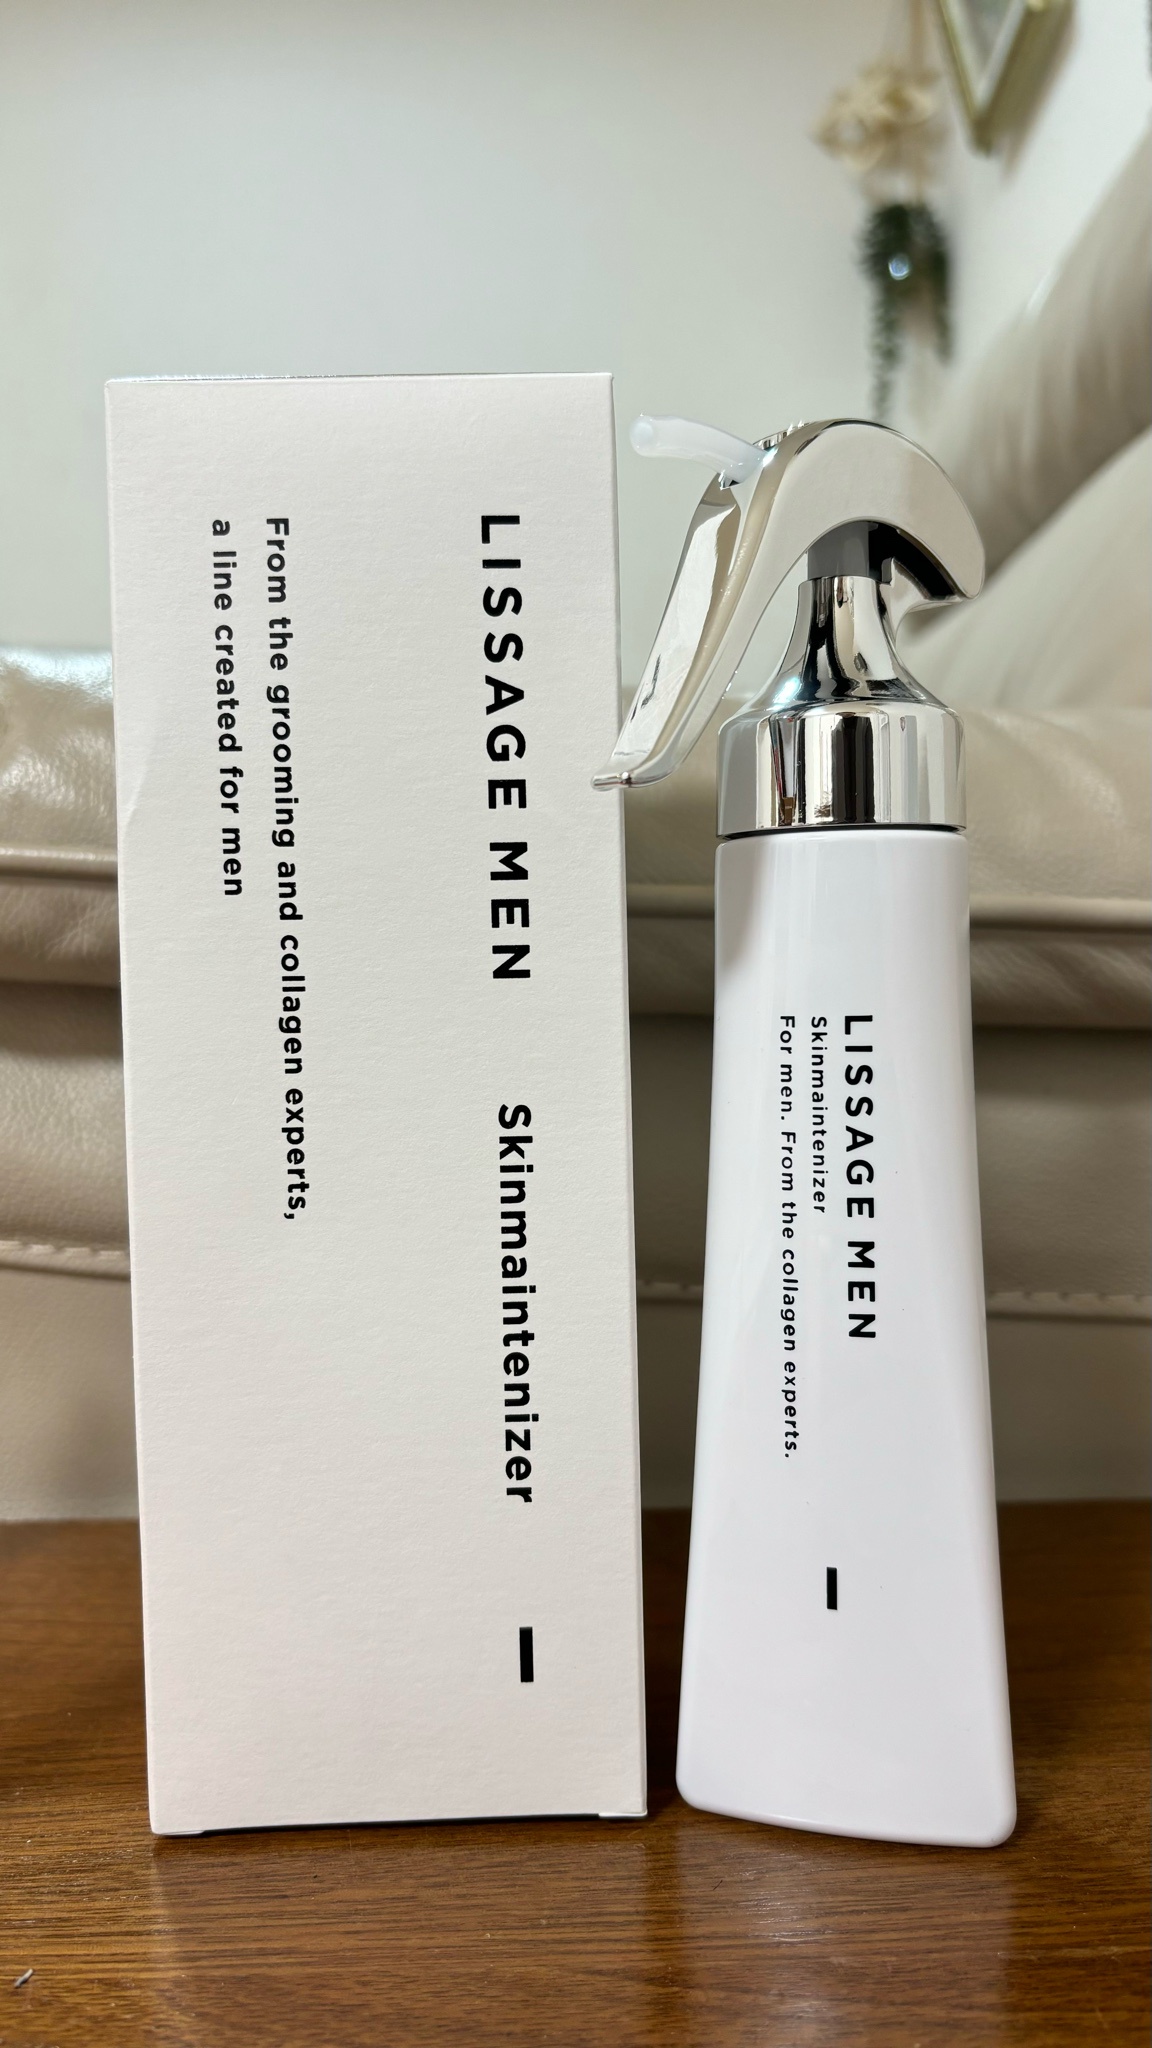 LISSAGE MEN Skinmaintenizer
From the grooming and collagen experts,
a line created for men
LISSAGE MEN
Skinmaintenizer
For men. From the collagen experts.